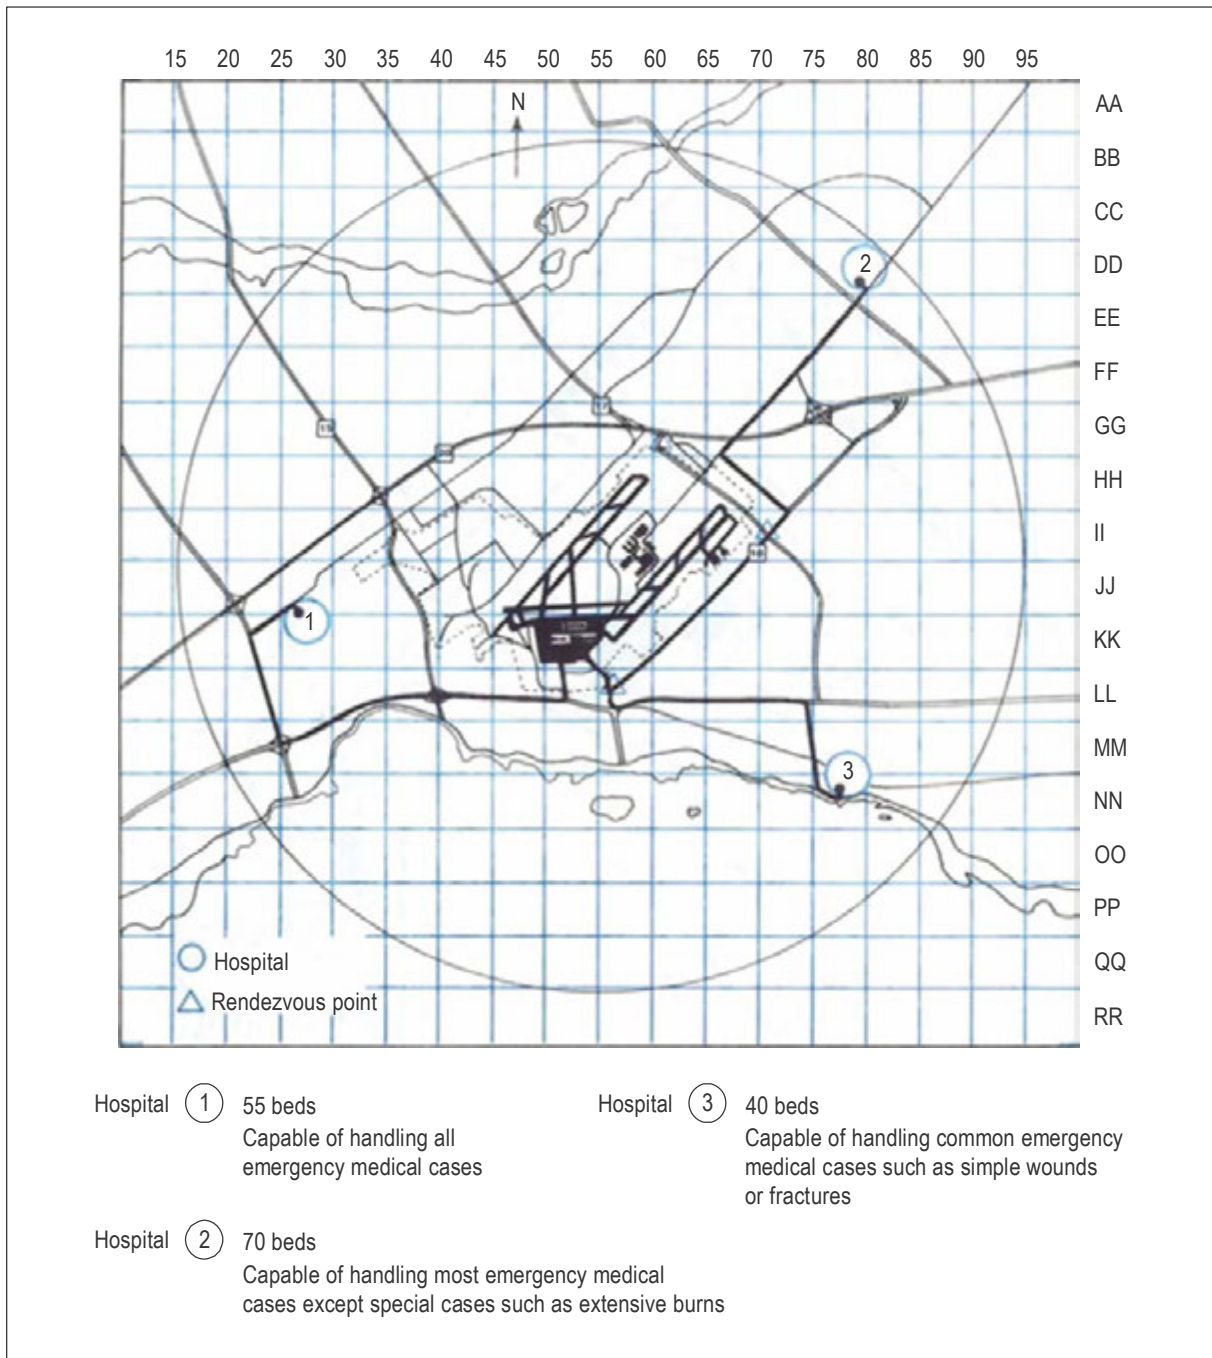 15 20 25 30 35 40 45 50 55 60 65 70 75 80 85 90 95
N
AA
BB
CC
DD
2
EE
FF
GG
HH
II
JJ
1
KK
LL
MM
3
NN
OO
PP
Hospital
QQ
Rendezvous point
RR
Hospital 1 55 beds
Capable of handling all
emergency medical cases
Hospital 3 40 beds
Capable of handling common emergency
medical cases such as simple wounds
or fractures
Hospital 2 70 beds
Capable of handling most emergency medical
cases except special cases such as extensive burns